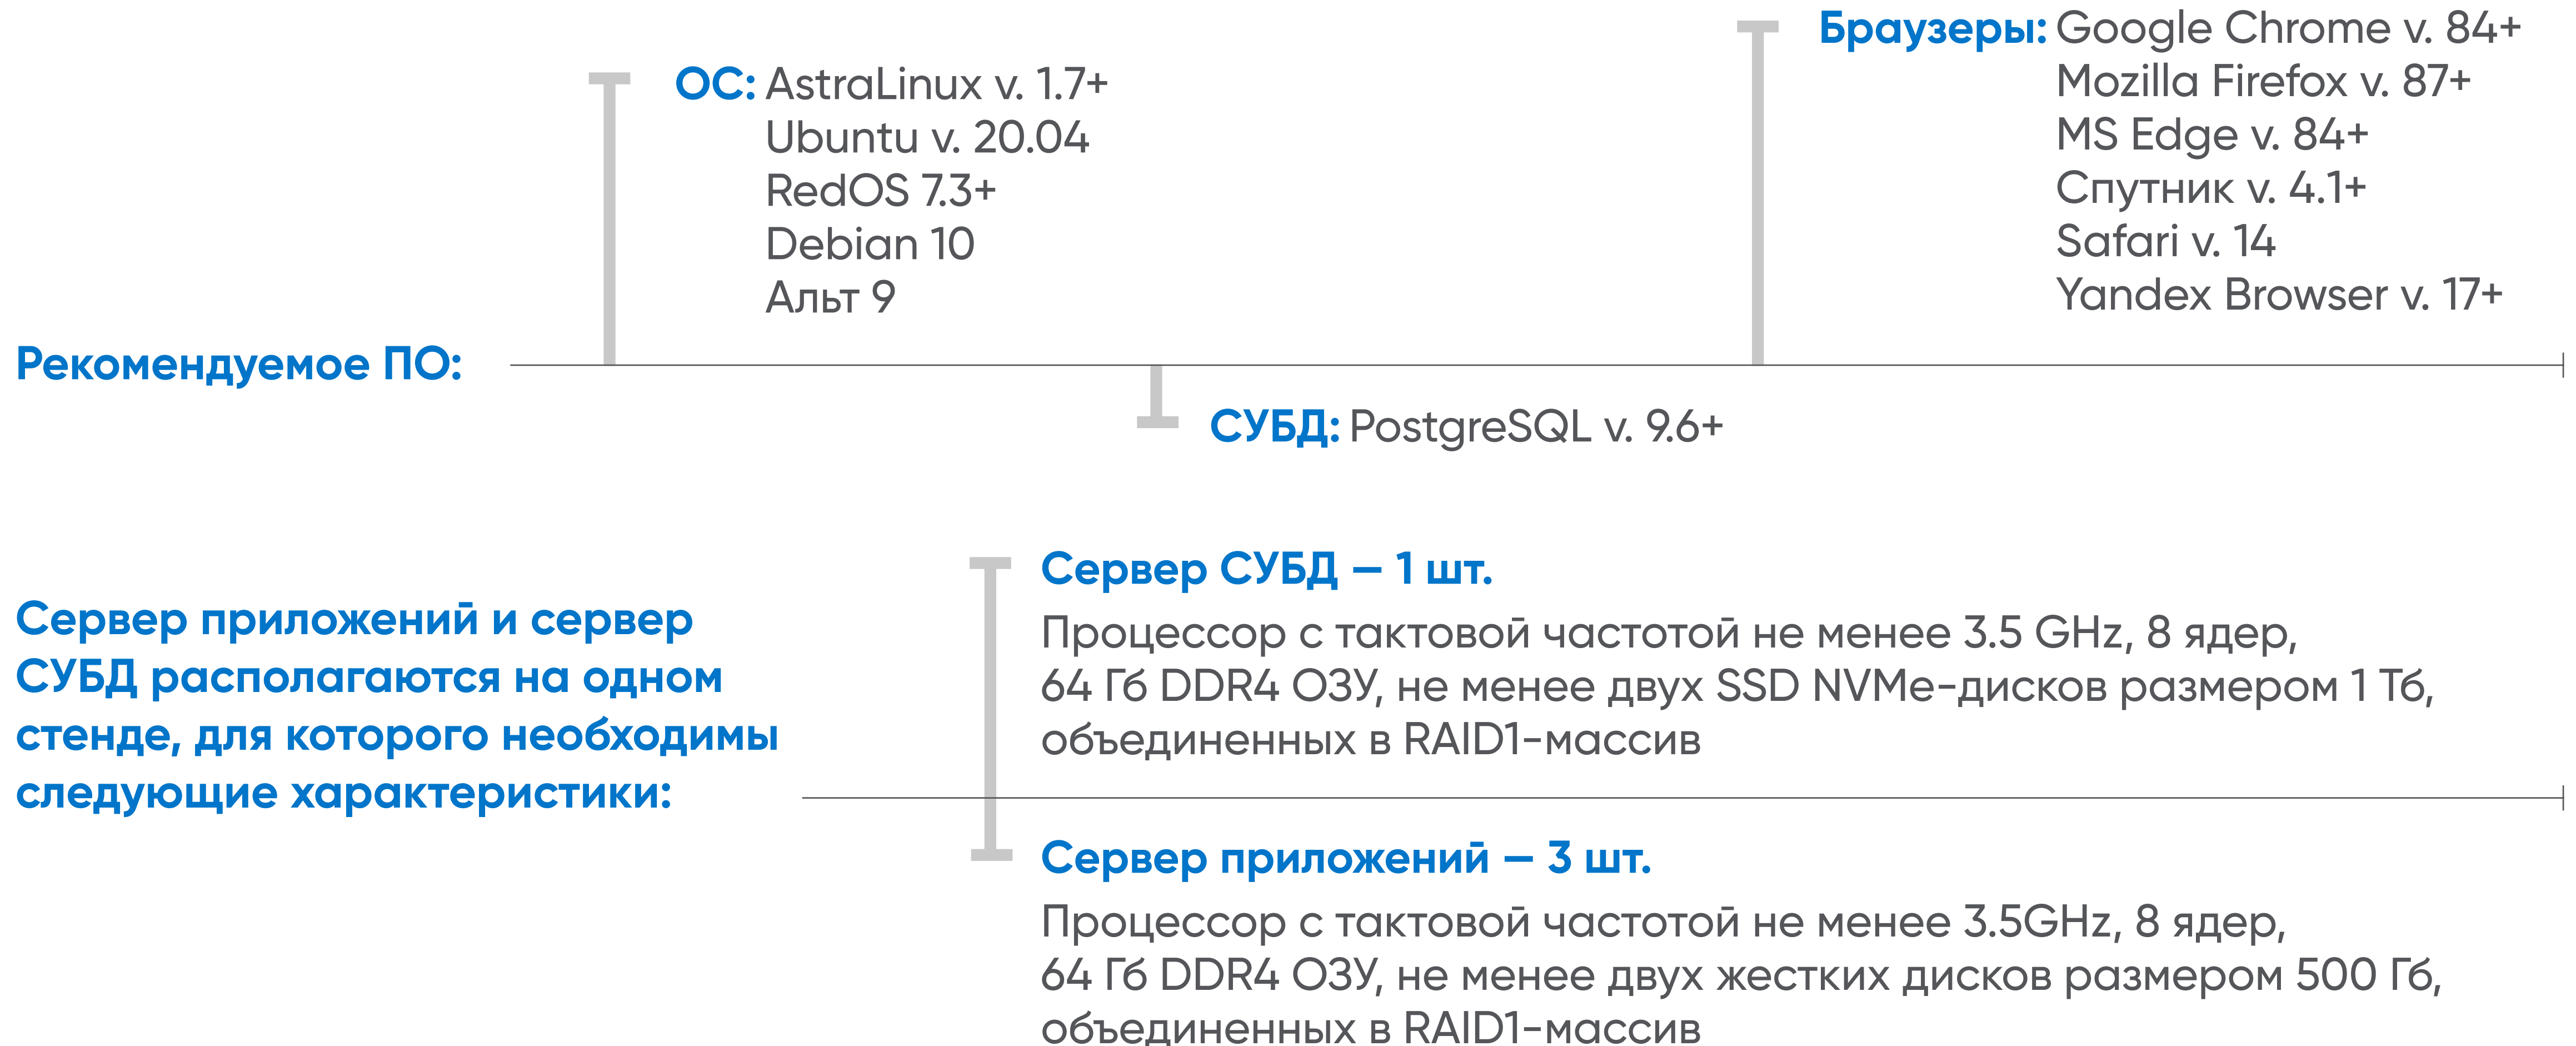 Рекомендуемое ПО:
ОС: AstraLinux v. 1.7+
Ubuntu v. 20.04
RedOS 7.3+
Debian 10
Альт 9
СУБД: PostgreSQL v. 9.6+
Браузеры: Google Chrome v. 84+
Mozilla Firefox v. 87+
MS Edge v. 84+
Спутник v. 4.1+
Safari v. 14
Yandex Browser v. 17+
Сервер приложений и сервер
СУБД располагаются на одном
стенде, для которого необходимы
следующие характеристики:
Сервер СУБД — 1 шт.
Процессор с тактовой частотой не менее 3.5 GHz, 8 ядер,
64 Гб DDR4 ОЗУ, не менее двух SSD NVMe-дисков размером 1 Тб,
объединенных в RAID1-массив
Сервер приложений — 3 шт.
Процессор с тактовой частотой не менее 3.5GHz, 8 ядер,
64 Гб DDR4 ОЗУ, не менее двух жестких дисков размером 500 Гб,
объединенных в RAID1-массив